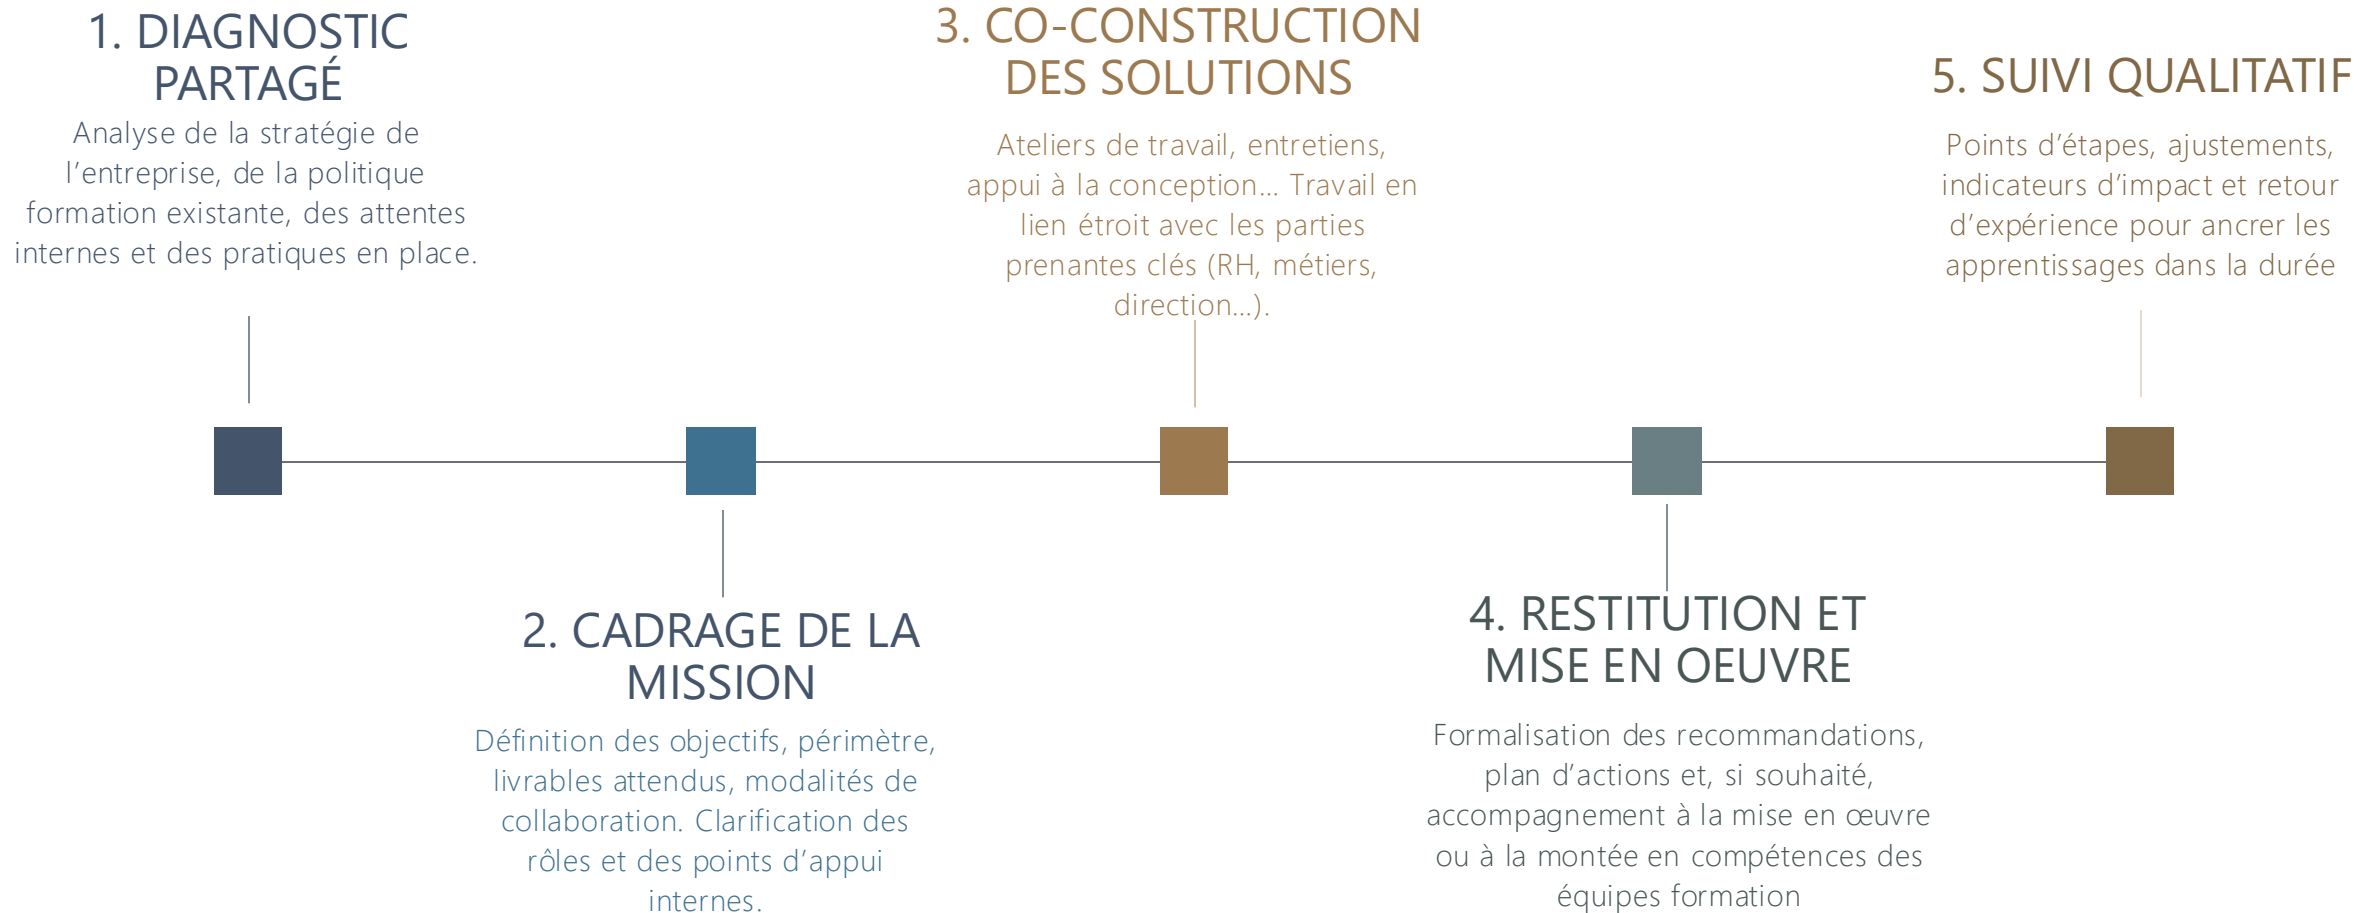 1. DIAGNOSTIC
PARTAGÉ
Analyse de la stratégie de
l’entreprise, de la politique
formation existante, des attentes
internes et des pratiques en place.
2. CADRAGE DE LA
MISSION
Définition des objectifs, périmètre,
livrables attendus, modalités de
collaboration. Clarification des
rôles et des points d’appui
internes.
3. CO-CONSTRUCTION
DES SOLUTIONS
Ateliers de travail, entretiens,
appui à la conception… Travail en
lien étroit avec les parties
prenantes clés (RH, métiers,
direction…).
4. RESTITUTION ET
MISE EN OEUVRE
Formalisation des recommandations,
plan d’actions et, si souhaité,
accompagnement à la mise en œuvre
ou à la montée en compétences des
équipes formation
5. SUIVI QUALITATIF
Points d’étapes, ajustements,
indicateurs d’impact et retour
d’expérience pour ancrer les
apprentissages dans la durée